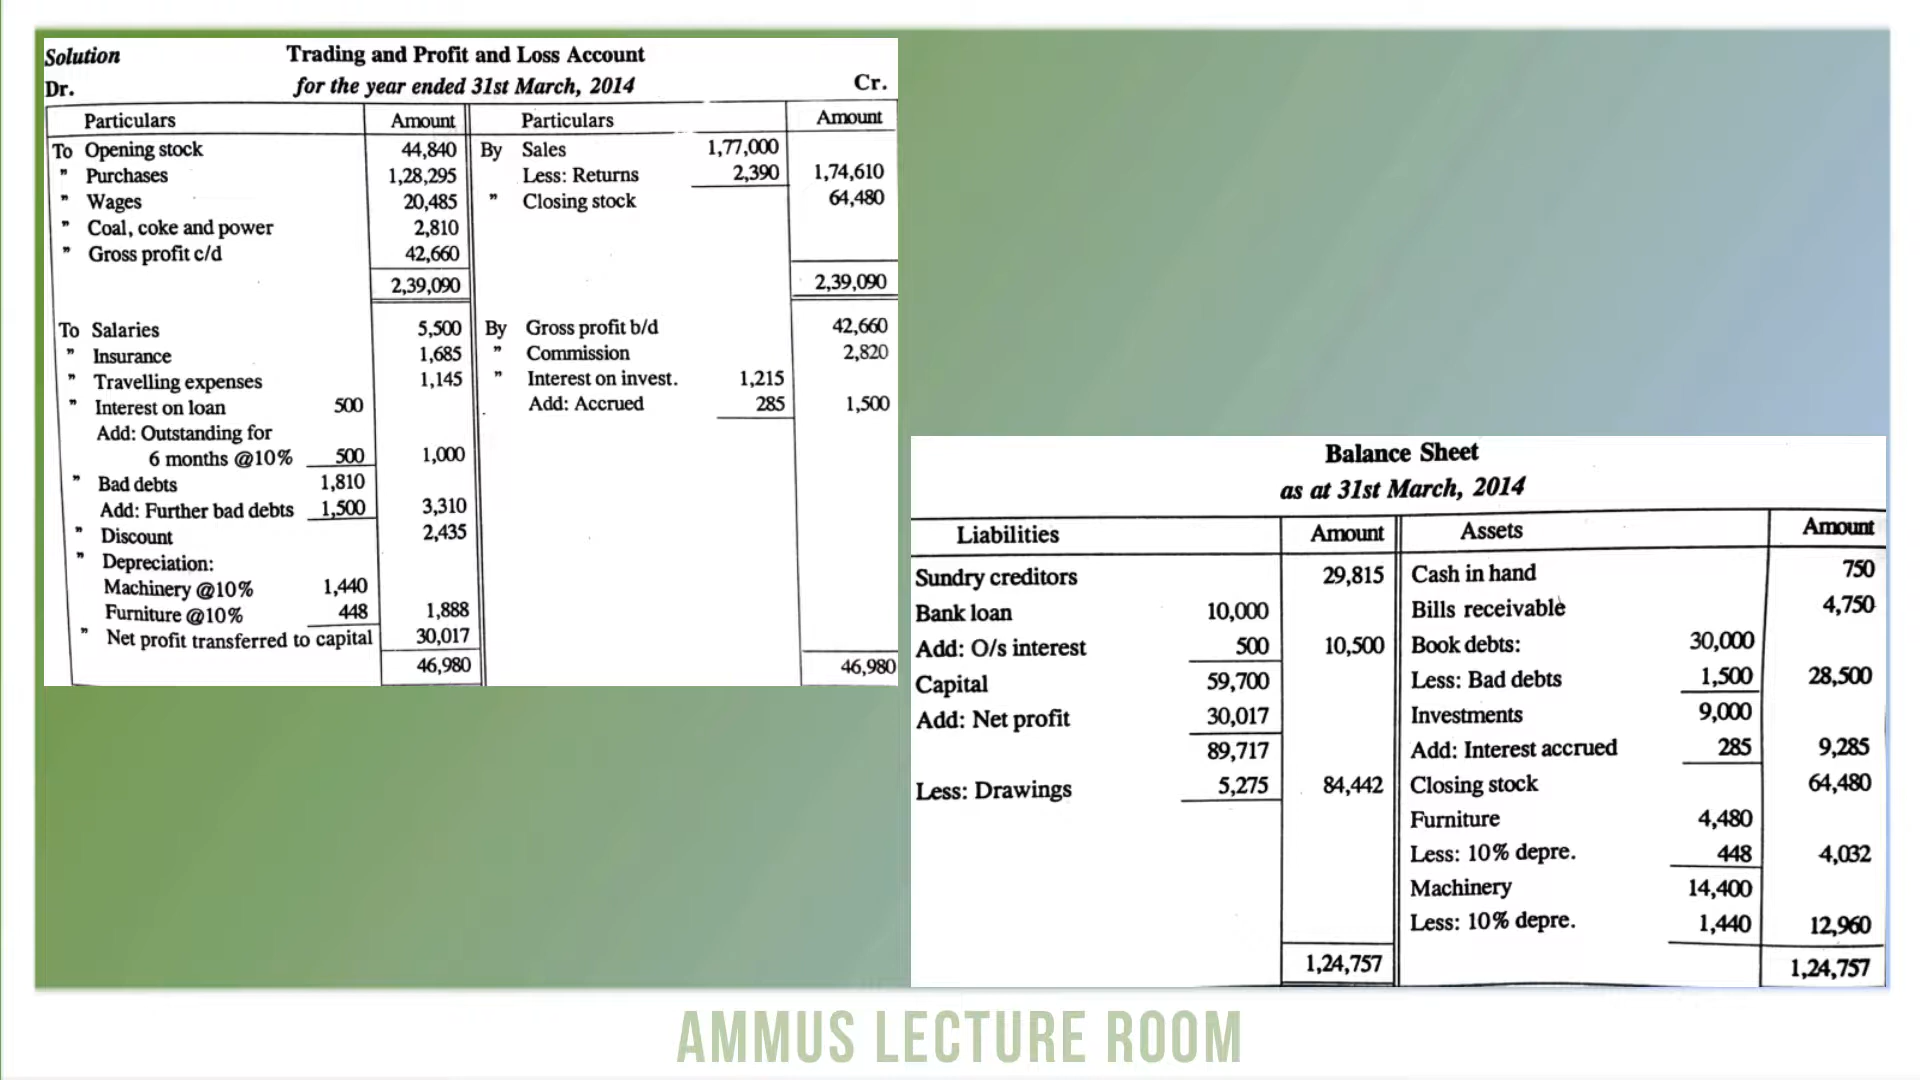 Solution Trading and Profit and Loss Account
Dr. for the year ended 31st March, 2014 Cr.
Particulars Amount Particulars Amount
To Opening stock 44,840 By Sales 1,77,000
" Purchases 1,28,295 Less: Returns 2,390 1,74,610
" Wages 20,485 " Closing stock 64,480
" Coal, coke and power 2,810
" Gross profit c/d 42,660
2,39,090 2,39,090
To Salaries 5,500 By Gross profit b/d 42,660
" Insurance 1,685 " Commission 2,820
" Travelling expenses 1,145 " Interest on invest. 1,215
" Interest on loan 500 Add: Accrued 285 1,500
Add: Outstanding for
6 months @10% 500 1,000
" Bad debts 1,810
Add: Further bad debts 1,500 3,310
" Discount 2,435
" Depreciation:
Machinery @10% 1,440
Furniture @10% 448 1,888
" Net profit transferred to capital 30,017
46,980 46,980
Balance Sheet
as at 31st March, 2014
Liabilities Amount Assets Amount
Sundry creditors 29,815 Cash in hand 750
Bank loan 10,000 Bills receivable 4,750
Add: O/s interest 500 10,500 Book debts: 30,000
Capital 59,700 Less: Bad debts 1,500 28,500
Add: Net profit 30,017 Investments 9,000
89,717 Add: Interest accrued 285 9,285
Less: Drawings 5,275 84,442 Closing stock 64,480
Furniture 4,480
Less: 10% depre. 448 4,032
Machinery 14,400
Less: 10% depre. 1,440 12,960
1,24,757 1,24,757
AMMUS LECTURE ROOM